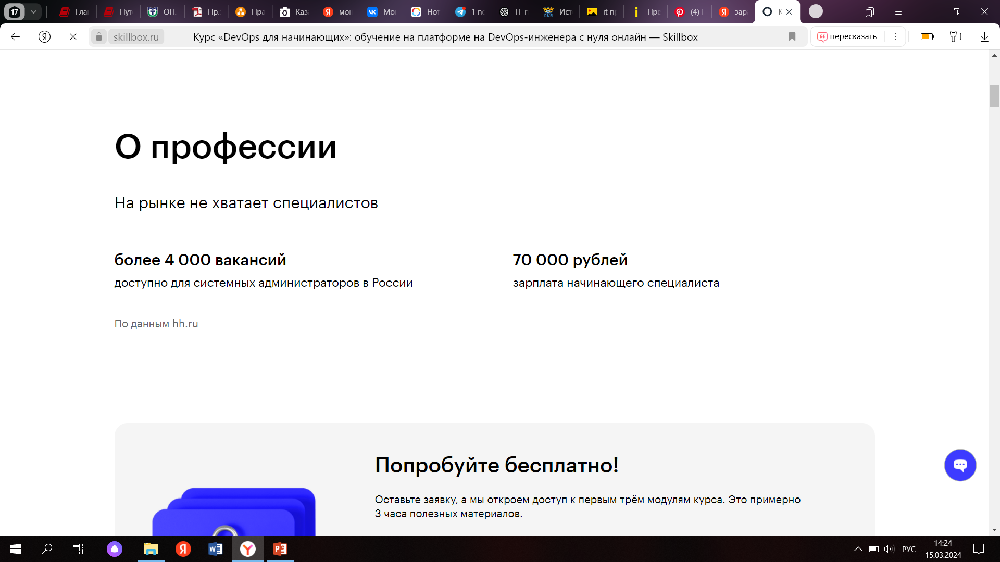 17
Гла
Пут
ОП.
Пр.
Пра
Каз
мон
Мо
Нот
1 по
IT-п
Ист
it пр
Пре
(4) F
зар
skillbox.ru
Курс «DevOps для начинающих»: обучение на платформе на DevOps-инженера с нуля онлайн — Skillbox
пересказать
О профессии
На рынке не хватает специалистов
более 4 000 вакансий
70 000 рублей
доступно для системных администраторов в России
зарплата начинающего специалиста
По данным hh.ru
Попробуйте бесплатно!
Оставьте заявку, а мы откроем доступ к первым трём модулям курса. Это примерно
3 часа полезных материалов.
РУС
14:24
15.03.2024